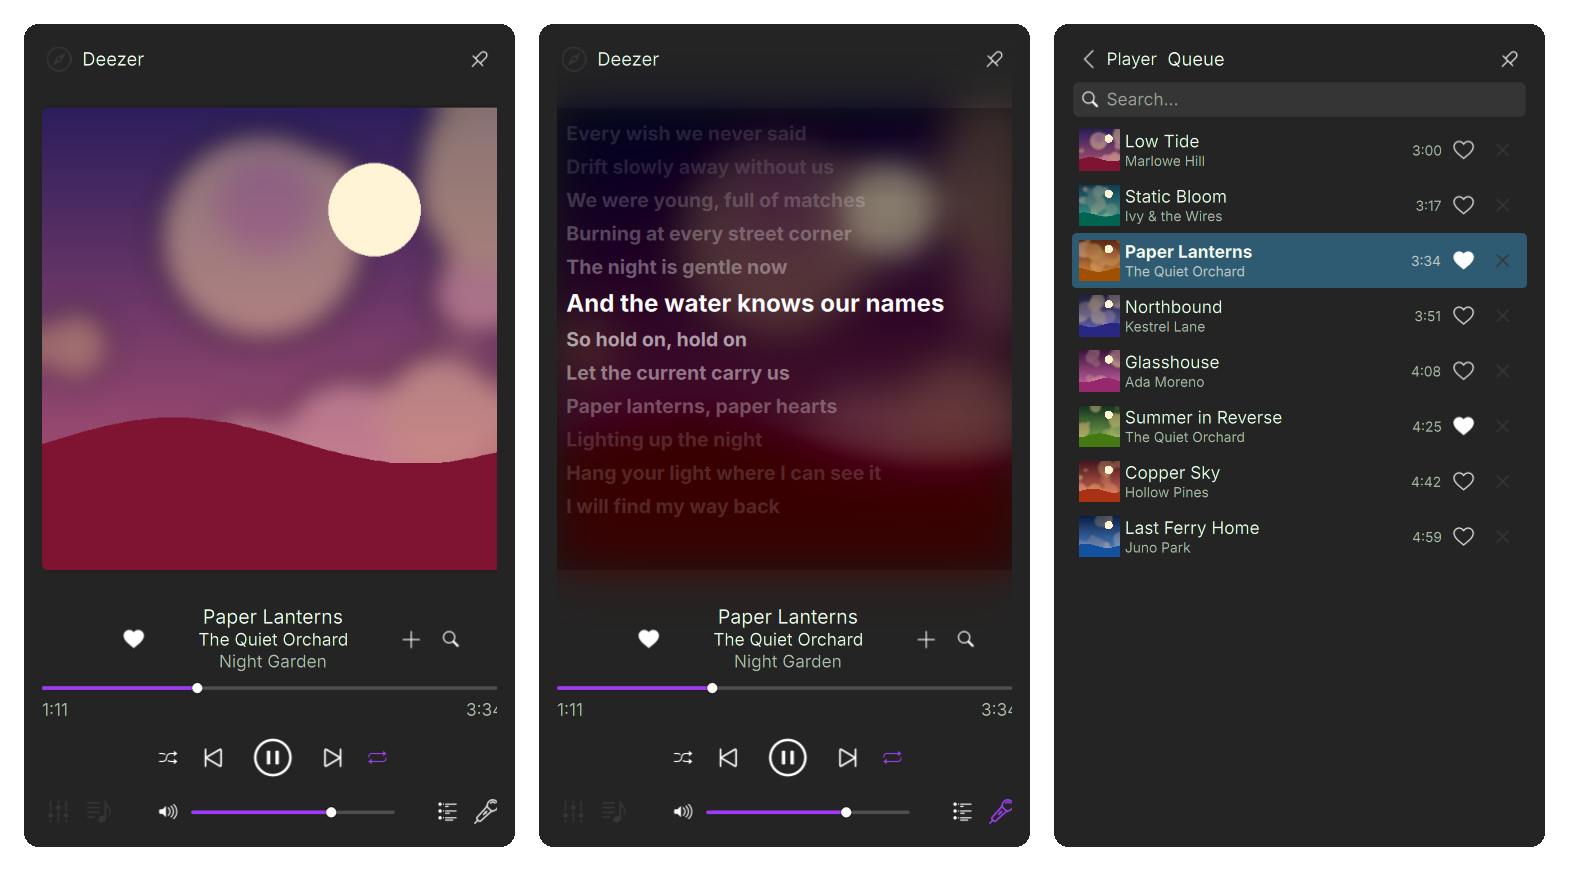 Deezer
Paper Lanterns
The Quiet Orchard
Night Garden
1:11
3:34
Deezer
Every wish we never said
Drift slowly away without us
We were young, full of matches
Burning at every street corner
The night is gentle now
And the water knows our names
So hold on, hold on
Let the current carry us
Paper lanterns, paper hearts
Lighting up the night
Hang your light where I can see it
I will find my way back
Paper Lanterns
The Quiet Orchard
Night Garden
1:11
3:34
Player Queue
Search...
Low Tide
Marlowe Hill
3:00
Static Bloom
Ivy & the Wires
3:17
Paper Lanterns
The Quiet Orchard
3:34
Northbound
Kestrel Lane
3:51
Glasshouse
Ada Moreno
4:08
Summer in Reverse
The Quiet Orchard
4:25
Copper Sky
Hollow Pines
4:42
Last Ferry Home
Juno Park
4:59